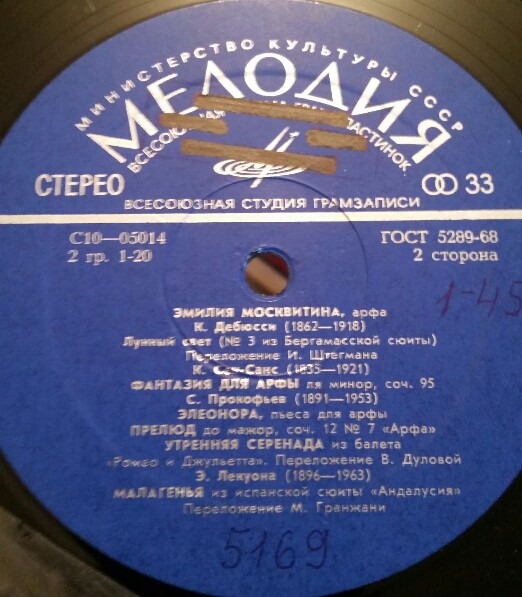 МИНИСТЕРСТВО КУЛЬТУРЫ СССР
МЕЛОДИЯ
ВСЕСОЮЗНАЯ
СТЕРЕО
33
ВСЕСОЮЗНАЯ СТУДИЯ ГРАМЗАПИСИ
С10—05014
ГОСТ 5289-68
2 гр. 1-20
2 сторона
1-45
ЭМИЛИЯ МОСКВИТИНА, арфа
К. Дебюсси (1862—1918)
Лунный свет (№ 3 из Бергамасской сюиты)
Переложение И. Штегмана
К. Сен-Санс (1835—1921)
ФАНТАЗИЯ ДЛЯ АРФЫ ля минор, соч. 95
С. Прокофьев (1891—1953)
ЭЛЕОНОРА, пьеса для арфы
ПРЕЛЮД до мажор, соч. 12 № 7 «Арфа»
УТРЕННЯЯ СЕРЕНАДА из балета
«Ромео и Джульетта». Переложение В. Дуловой
Э. Лекуона (1896—1963)
МАЛАГЕНЬЯ из испанской сюиты «Андалусия»
Переложение М. Гранжани
5169